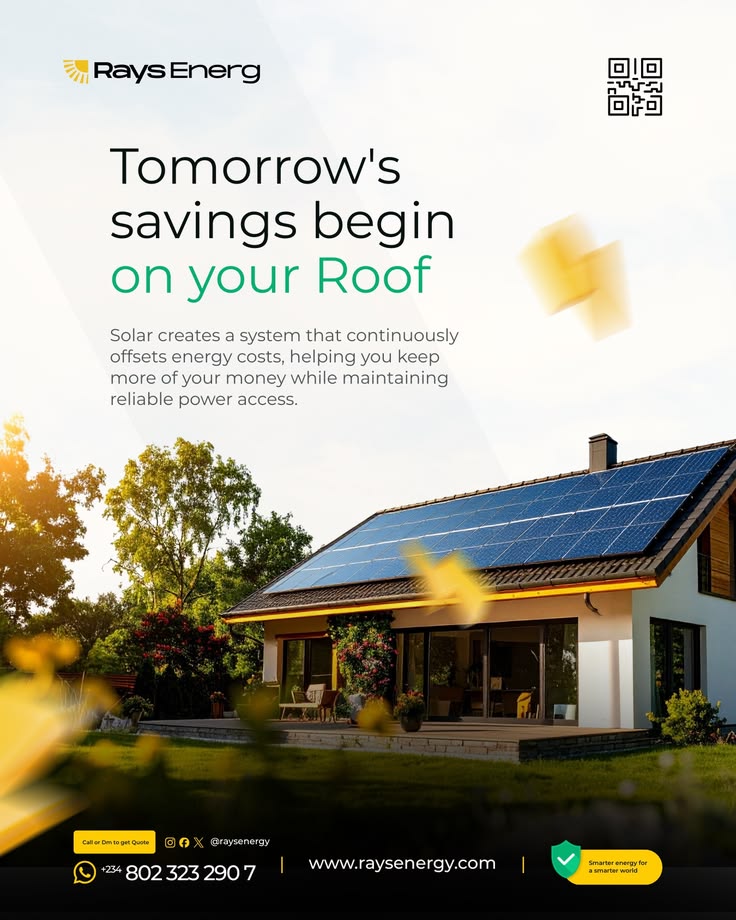 Rays Energ
Tomorrow's
savings begin
on your Roof
Solar creates a system that continuously
offsets energy costs, helping you keep
more of your money while maintaining
reliable power access.
Call or Dm to get Quote
@raysenergy
+234 802 323 290 7
www.raysenergy.com
Smarter energy for
a smarter world